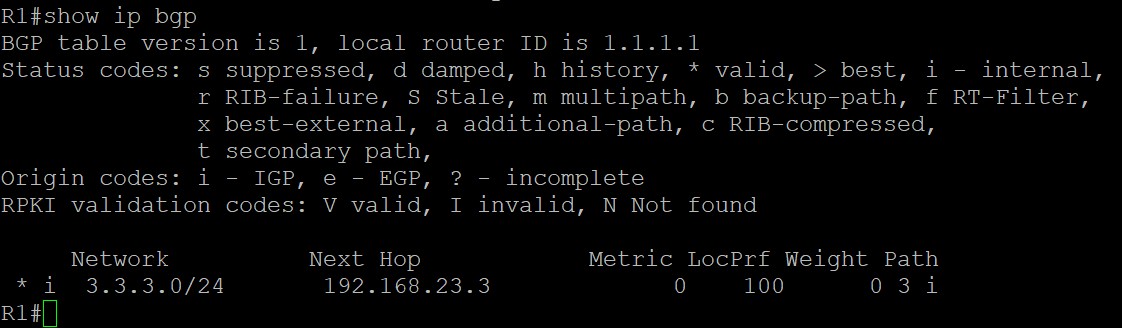 R1#show ip bgp
BGP table version is 1, local router ID is 1.1.1.1
Status codes: s suppressed, d damped, h history, * valid, > best, i - internal,
              r RIB-failure, S Stale, m multipath, b backup-path, f RT-Filter,
              x best-external, a additional-path, c RIB-compressed,
              t secondary path,
Origin codes: i - IGP, e - EGP, ? - incomplete
RPKI validation codes: V valid, I invalid, N Not found

     Network          Next Hop            Metric LocPrf Weight Path
 * i  3.3.3.0/24       192.168.23.3             0    100      0 3 i
R1#